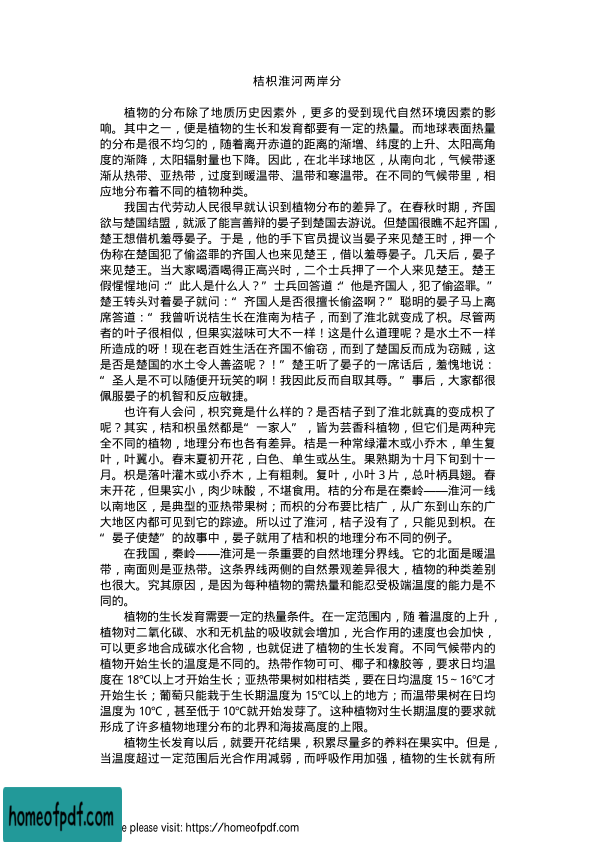 桔枳淮河两岸分
植物的分布除了地质历史因素外，更多的受到现代自然环境因素的影
响。其中之一，便是植物的生长和发育都要有一定的热量。而地球表面热量
的分布是很不均匀的，随着离开赤道的距离的渐增、纬度的上升、太阳高角
度的渐降，太阳辐射量也下降。因此，在北半球地区，从南向北，气候带逐
渐从热带、亚热带，过度到暖温带、温带和寒温带。在不同的气候带里，相
应地分布着不同的植物种类。
我国古代劳动人民很早就认识到植物分布的差异了。在春秋时期，齐国
欲与楚国结盟，就派了能言善辩的晏子到楚国去游说。但楚国很瞧不起齐国，
楚王想借机羞辱晏子。于是，他的手下官员提议当晏子来见楚王时，押一个
伪称在楚国犯了偷盗罪的齐国人也来见楚王，借以羞辱晏子。几天后，晏子
来见楚王。当大家喝酒喝得正高兴时，二个士兵押了一个人来见楚王。楚王
假惺惺地问：“此人是什么人？”士兵回答道：“他是齐国人，犯了偷盗罪。”
楚王转头对着晏子就问：“齐国人是否很擅长偷盗啊？”聪明的晏子马上离
席答道：“我曾听说桔生长在淮南为桔子，而到了淮北就变成了枳。尽管两
者的叶子很相似，但果实滋味可大不一样！这是什么道理呢？是水土不一样
所造成的呀！现在老百姓生活在齐国不偷窃，而到了楚国反而成为窃贼，这
是否是楚国的水土令人善盗呢？！”楚王听了晏子的一席话后，羞愧地说：
“圣人是不可以随便开玩笑的啊！我因此反而自取其辱。”事后，大家都很
佩服晏子的机智和反应敏捷。
也许有人会问，枳究竟是什么样的？是否桔子到了淮北就真的变成枳了
呢？其实，桔和枳虽然都是“一家人”，皆为芸香科植物，但它们是两种完
全不同的植物，地理分布也各有差异。桔是一种常绿灌木或小乔木，单生复
叶，叶翼小。春末夏初开花，白色、单生或丛生。果熟期为十月下旬到十一
月。枳是落叶灌木或小乔木，上有粗刺。复叶，小叶 3 片，总叶柄具翅。春
末开花，但果实小，肉少味酸，不堪食用。桔的分布是在秦岭——淮河一线
以南地区，是典型的亚热带果树；而枳的分布要比桔广，从广东到山东的广
大地区内都可见到它的踪迹。所以过了淮河，桔子没有了，只能见到枳。在
“晏子使楚”的故事中，晏子就用了桔和枳的地理分布不同的例子。
在我国，秦岭——淮河是一条重要的自然地理分界线。它的北面是暖温
带，南面则是亚热带。这条界线两侧的自然景观差异很大，植物的种类差别
也很大。究其原因，是因为每种植物的需热量和能忍受极端温度的能力是不
同的。
植物的生长发育需要一定的热量条件。在一定范围内，随着温度的上升，
植物对二氧化碳、水和无机盐的吸收就会增加，光合作用的速度也会加快，
可以更多地合成碳水化合物，也就促进了植物的生长发育。不同气候带内的
植物开始生长的温度是不同的。热带作物可可、椰子和橡胶等，要求日均温
度在 18℃以上才开始生长；亚热带果树如柑桔类，要在日均温度 15～16℃才
开始生长；葡萄只能栽于生长期温度为 15℃以上的地方；而温带果树在日均
温度为 10℃，甚至低于 10℃就开始发芽了。这种植物对生长期温度的要求就
形成了许多植物地理分布的北界和海拔高度的上限。
植物生长发育以后，就要开花结果，积累尽量多的养料在果实中。但是，
当温度超过一定范围后光合作用减弱，而呼吸作用加强，植物的生长就有所
homeofpdf.com
e please visit: https://homeofpdf.com